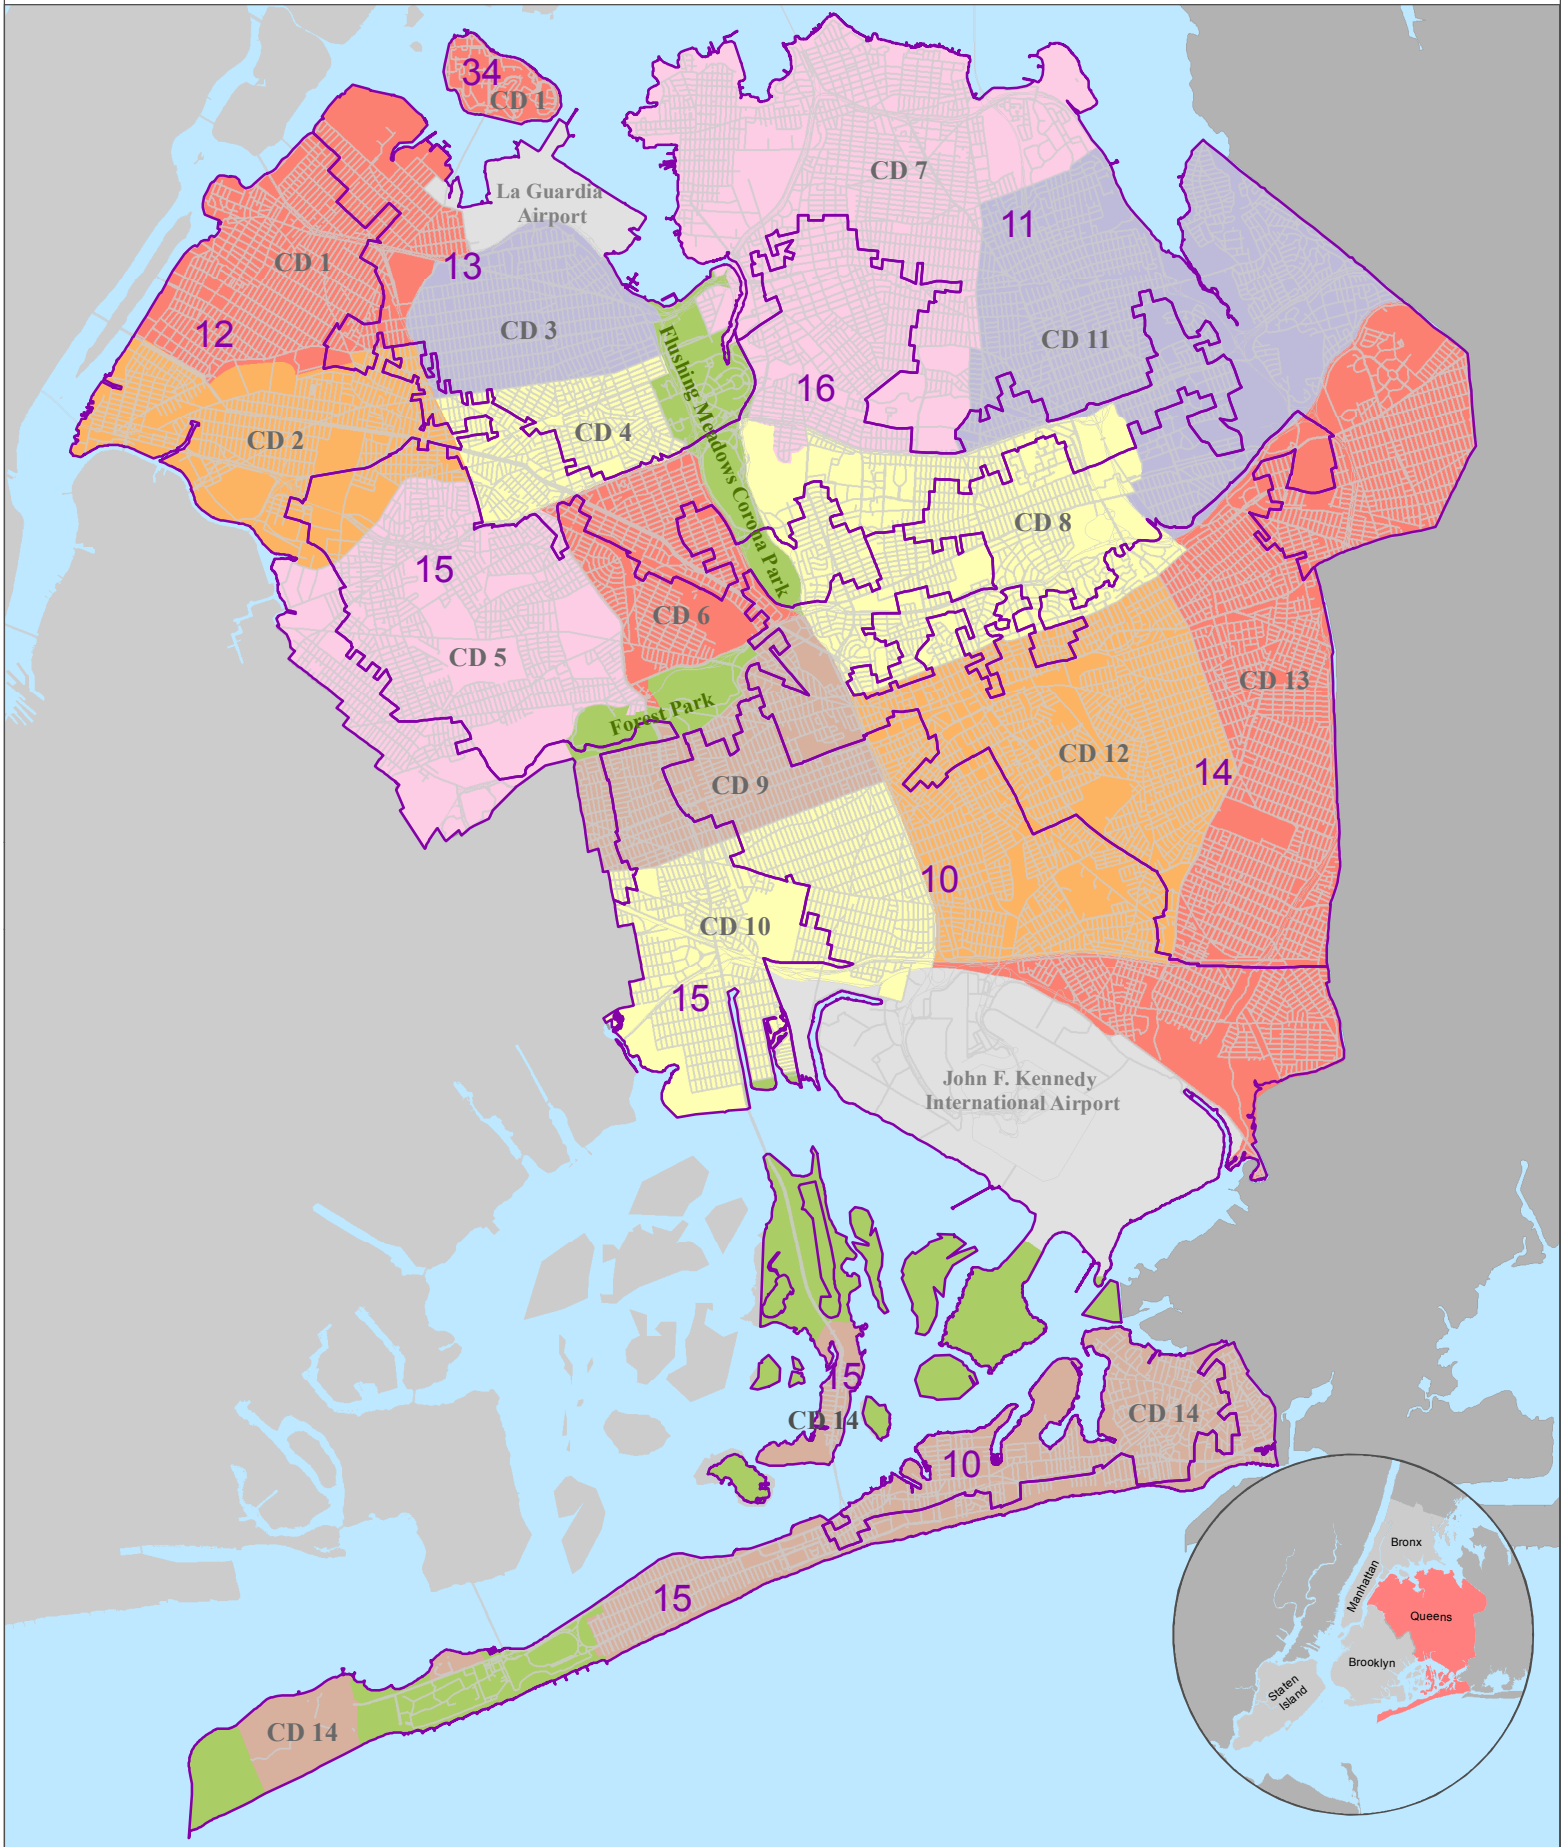 34
CD 1
CD 7
La Guardia
Airport
11
CD 1
13
12
CD 3
CD 11
Flushing Meadows Corona Park
16
CD 2
CD 4
CD 8
15
CD 6
CD 5
CD 13
Forest Park
CD 12
14
CD 9
10
CD 10
15
John F. Kennedy
International Airport
15
CD 14
CD 14
10
15
CD 14
Bronx
Manhattan
Queens
Brooklyn
Staten
Island